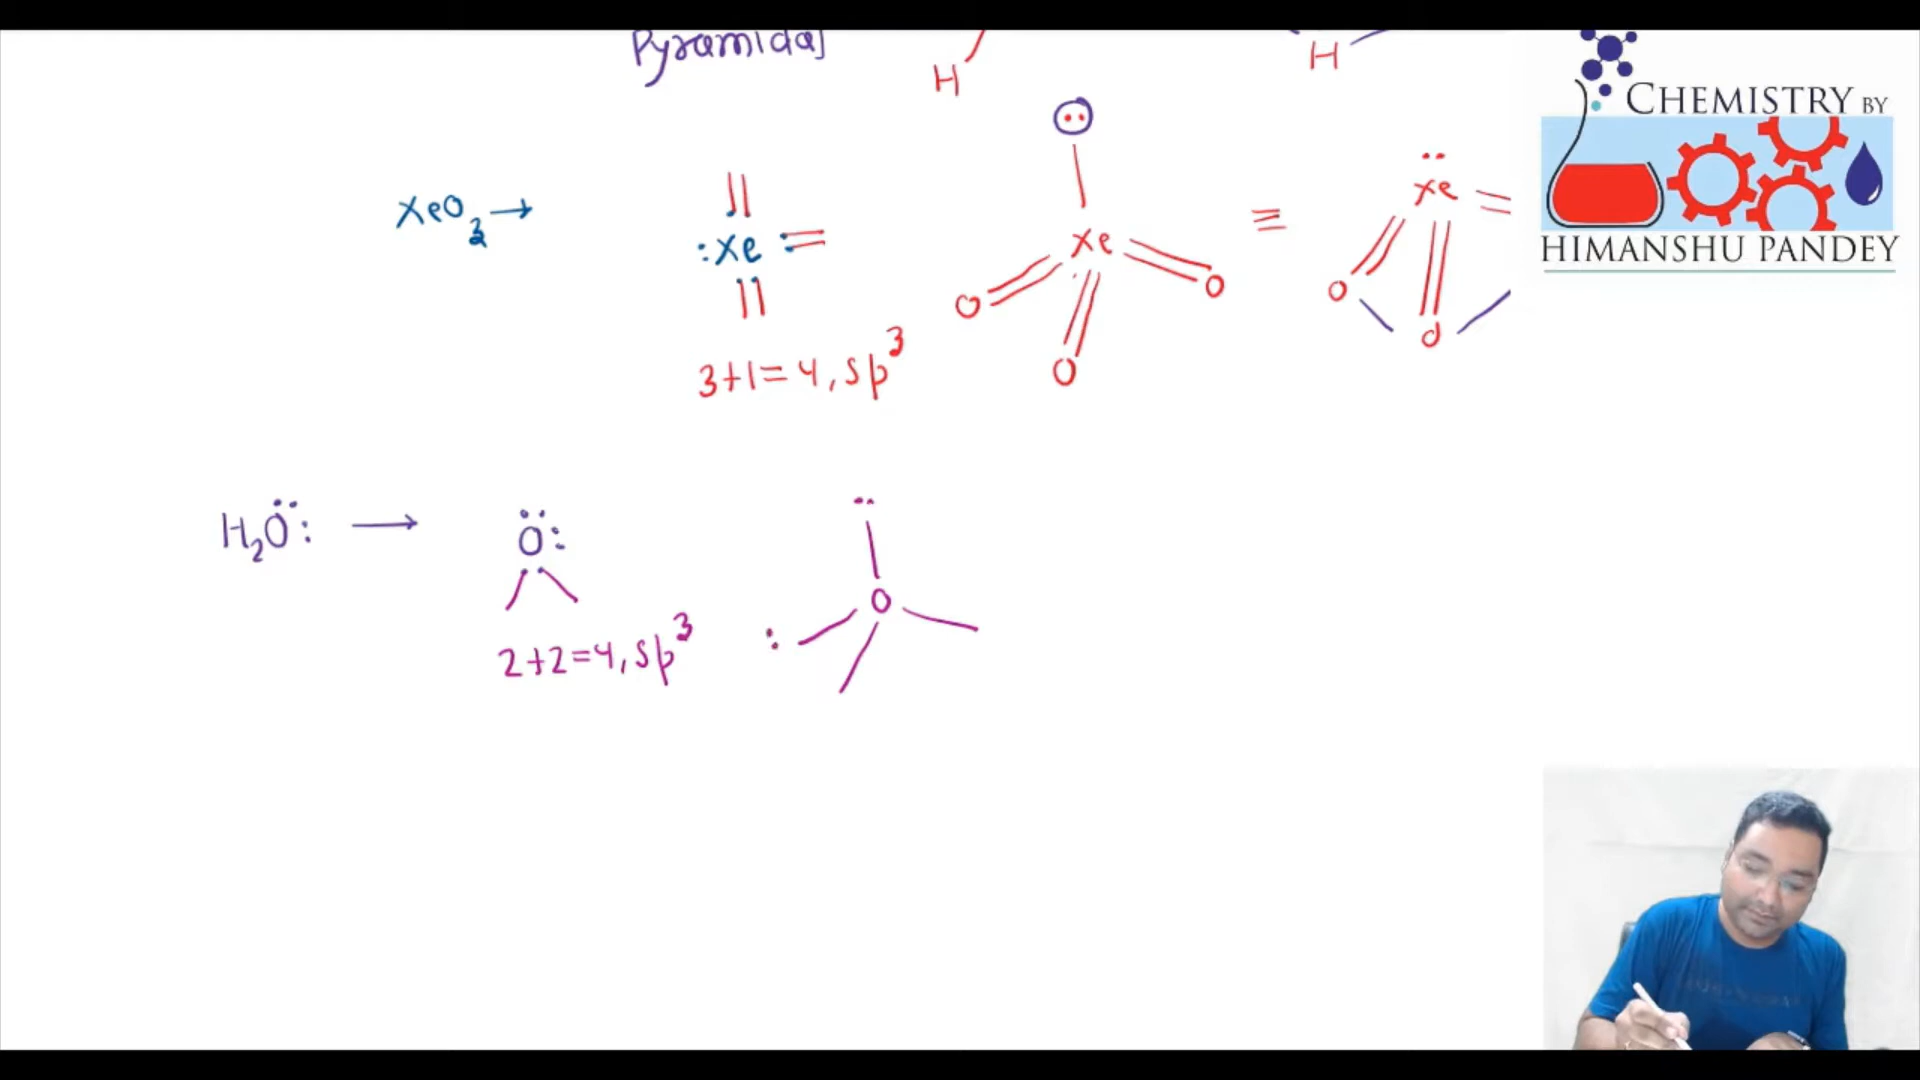 Pyramidal
H
H
CHEMISTRY BY
HIMANSHU PANDEY
XeO3 →
:Xe
3+1=4, sp³
Xe
O
O
O
≡
Xe
O
O
H2O: →
O:
2+2=4, sp³
:
O